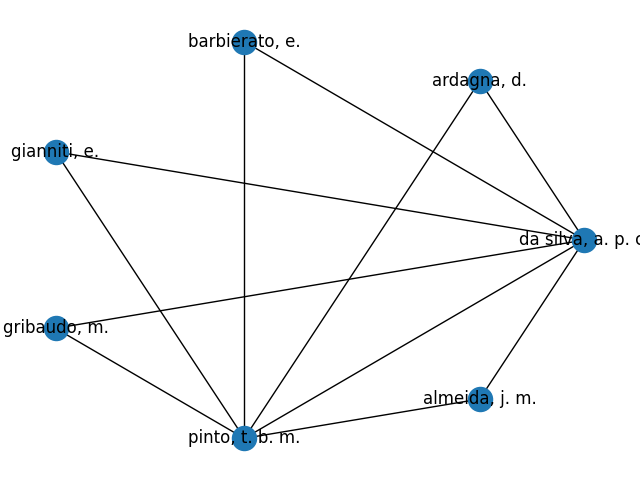 barbierato, e.
ardagna, d.
gianniti, e.
da silva, a. p. c
gribaudo, m.
almeida, j. m.
pinto, t. b. m.